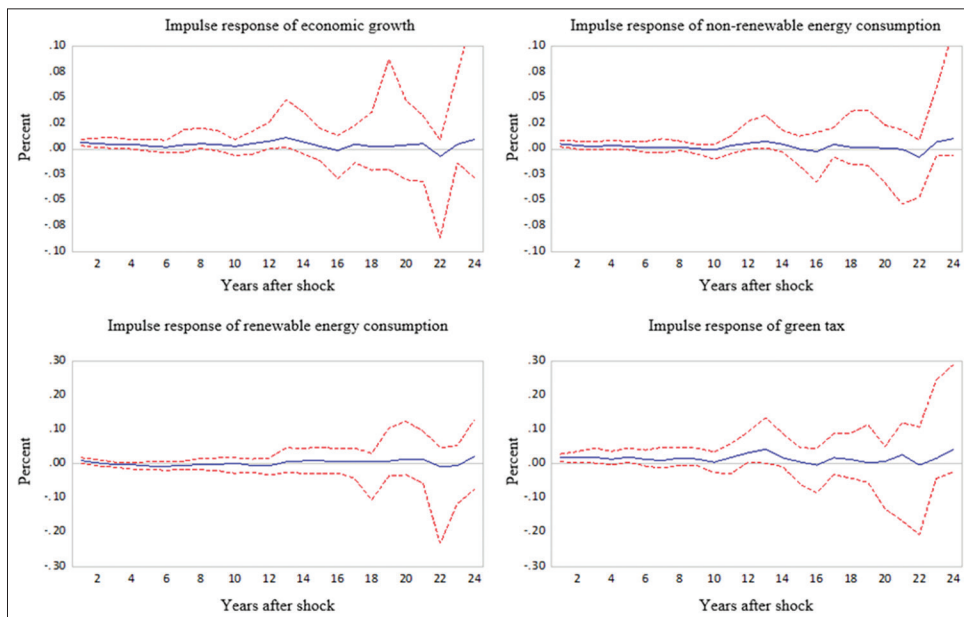 Impulse response of economic growth
Percent
.10
.08
.05
.02
.00
-.03
-.05
-.08
-.10
2 4 6 8 10 12 14 16 18 20 22 24
Years after shock
Impulse response of non-renewable energy consumption
Percent
.10
.08
.05
.02
.00
-.03
-.05
-.08
-.10
2 4 6 8 10 12 14 16 18 20 22 24
Years after shock
Impulse response of renewable energy consumption
Percent
.30
.20
.10
.00
-.10
-.20
-.30
2 4 6 8 10 12 14 16 18 20 22 24
Years after shock
Impulse response of green tax
Percent
.30
.20
.10
.00
-.10
-.20
-.30
2 4 6 8 10 12 14 16 18 20 22 24
Years after shock